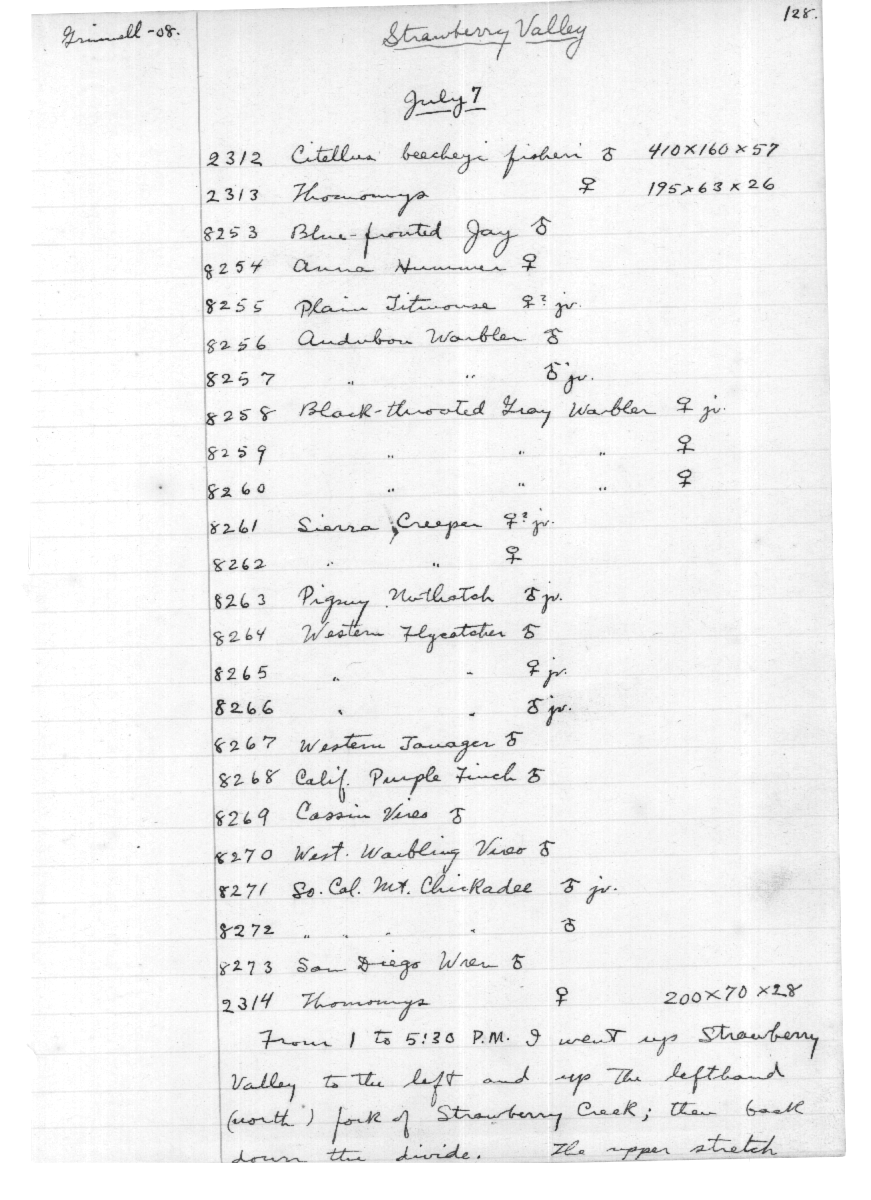 Grinnell-08.
Strawberry Valley
128.
July 7
2312 Citellus beecheyi fisheri ♂ 410×160×57
2313 Thomomys ♀ 195×63×26
8253 Blue-fronted Jay ♂
8254 Anna Hummer ♀
8255 Plain Titmouse ♀? jv.
8256 Audubon Warbler ♂
8257 " " ♂ jv.
8258 Black-throated Gray Warbler ♀ jv.
8259 " " " ♀
8260 " " " ♀
8261 Sierra Creeper ♀? jv.
8262 " " ♀
8263 Pigmy Nuthatch ♂ jv.
8264 Western Flycatcher ♂
8265 " " ♀ jv.
8266 " " ♂ jv.
8267 Western Tanager ♂
8268 Calif. Purple Finch ♂
8269 Cassin Vireo ♂
8270 West. Warbling Vireo ♂
8271 So. Cal. Mt. Chickadee ♂ jv.
8272 " " " " ♂
8273 San Diego Wren ♂
2314 Thomomys ♀ 200×70×28
From 1 to 5:30 P.M. I went up Strawberry
Valley to the left and up the lefthand
(north) fork of Strawberry Creek; then back
down the divide. The upper stretch